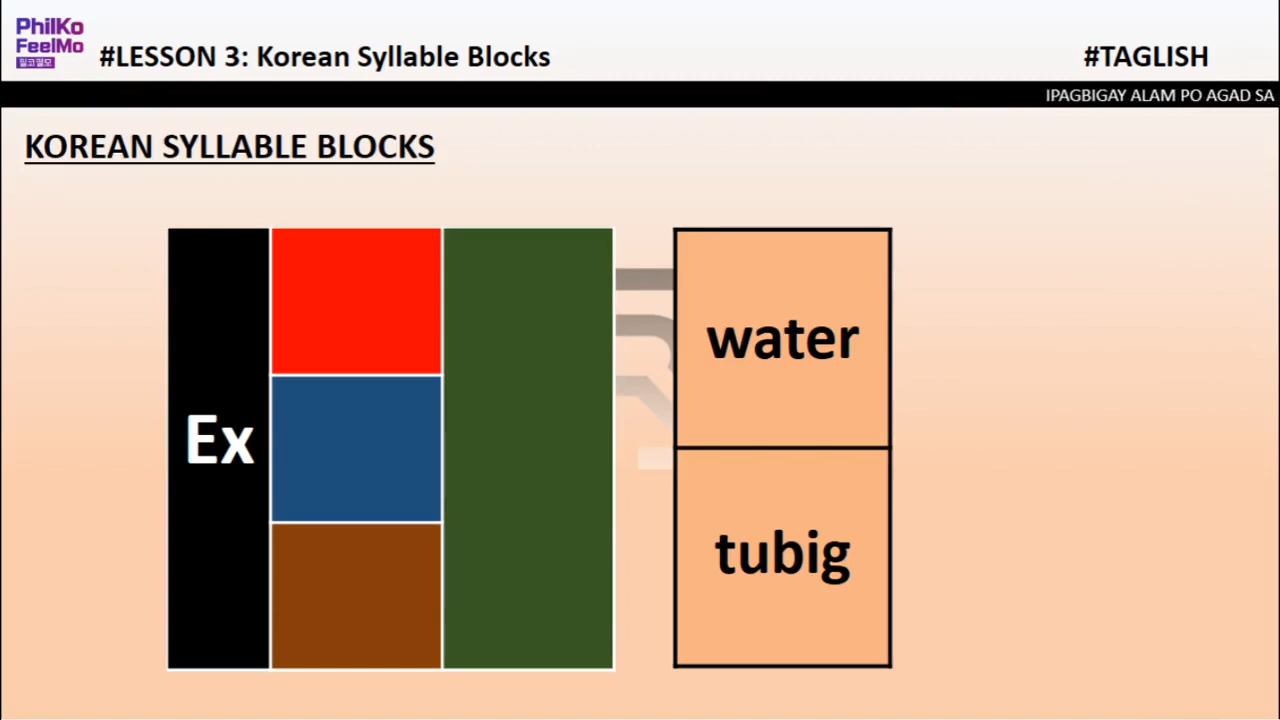 PhilKo
FeelMo
필코필모
#LESSON 3: Korean Syllable Blocks
#TAGLISH
IPAGBIGAY ALAM PO AGAD SA
KOREAN SYLLABLE BLOCKS
Ex
water
tubig